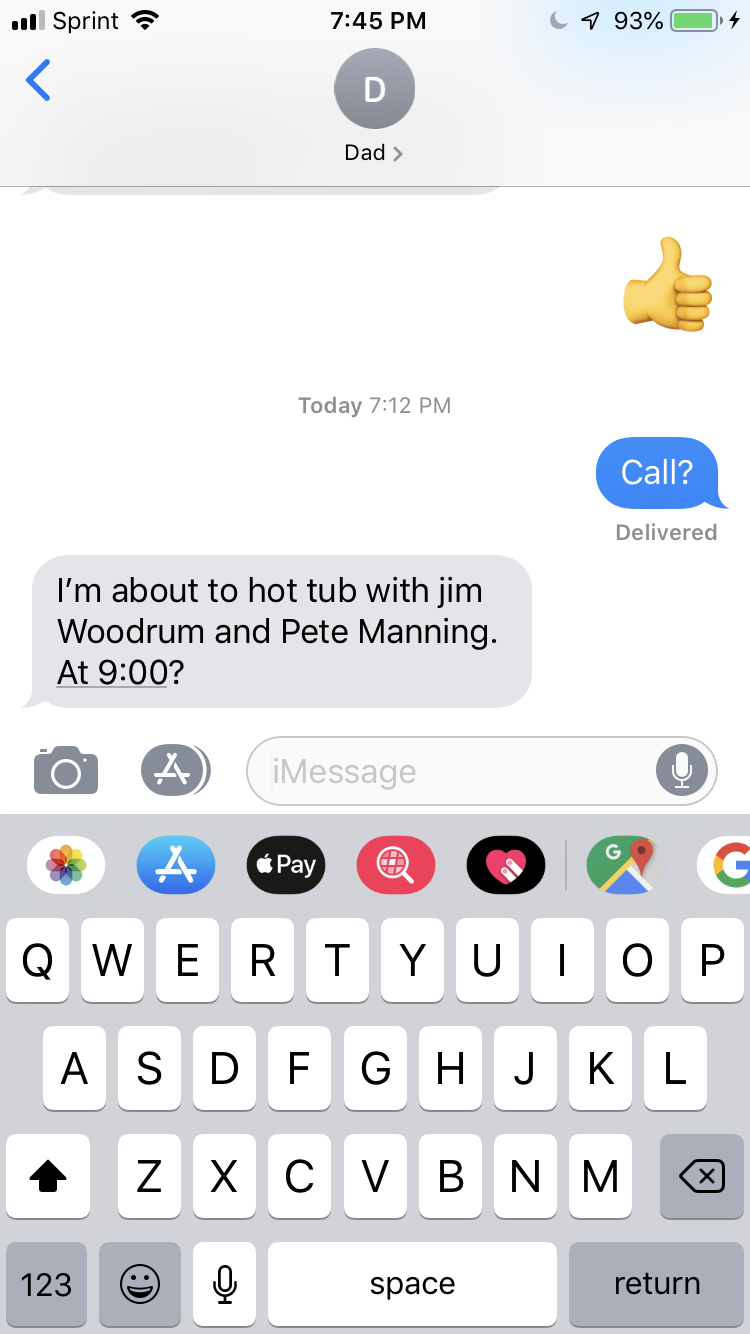 Sprint 7:45 PM 93%
D
Dad
Today 7:12 PM
Call?
Delivered
I’m about to hot tub with jim
Woodrum and Pete Manning.
At 9:00?
iMessage
Pay G G
Q W E R T Y U I O P
A S D F G H J K L
Z X C V B N M
123 space return